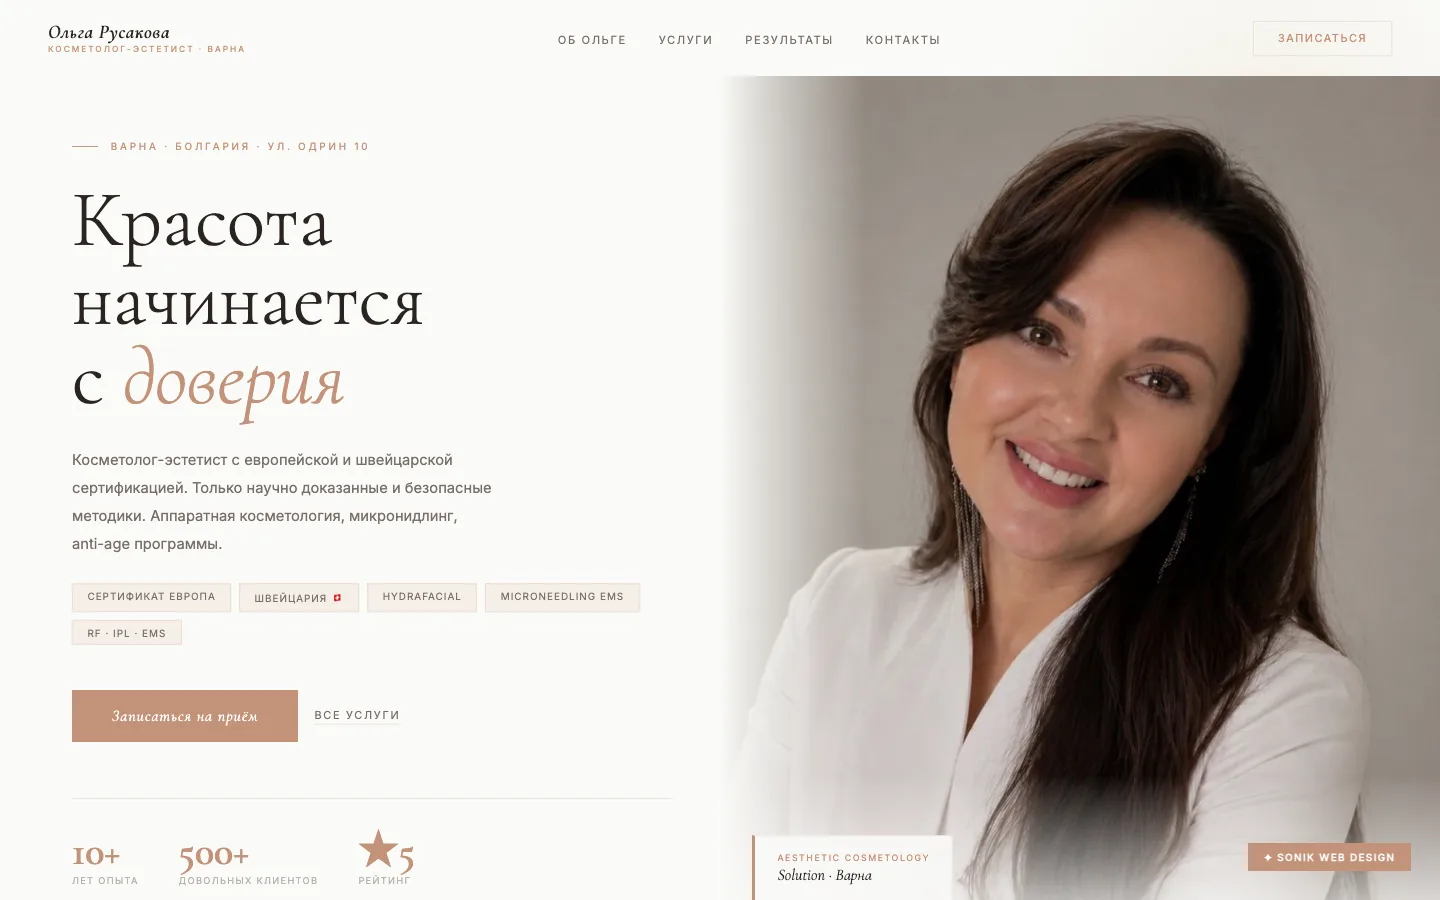 Ольга Русакова
КОСМЕТОЛОГ-ЭСТЕТИСТ · ВАРНА
ОБ ОЛЬГЕ
УСЛУГИ
РЕЗУЛЬТАТЫ
КОНТАКТЫ
ЗАПИСАТЬСЯ
ВАРНА · БОЛГАРИЯ · УЛ. ОДРИН 10
Красота
начинается
с доверия
Косметолог-эстетист с европейской и швейцарской
сертификацией. Только научно доказанные и безопасные
методики. Аппаратная косметология, микронидлинг,
anti-age программы.
СЕРТИФИКАТ ЕВРОПА
ШВЕЙЦАРИЯ 🇨🇭
HYDRAFACIAL
MICRONEEDLING EMS
RF · IPL · EMS
Записаться на приём
ВСЕ УСЛУГИ
10+
ЛЕТ ОПЫТА
500+
ДОВОЛЬНЫХ КЛИЕНТОВ
★5
РЕЙТИНГ
AESTHETIC COSMETOLOGY
Solution · Варна
✦ SONIK WEB DESIGN